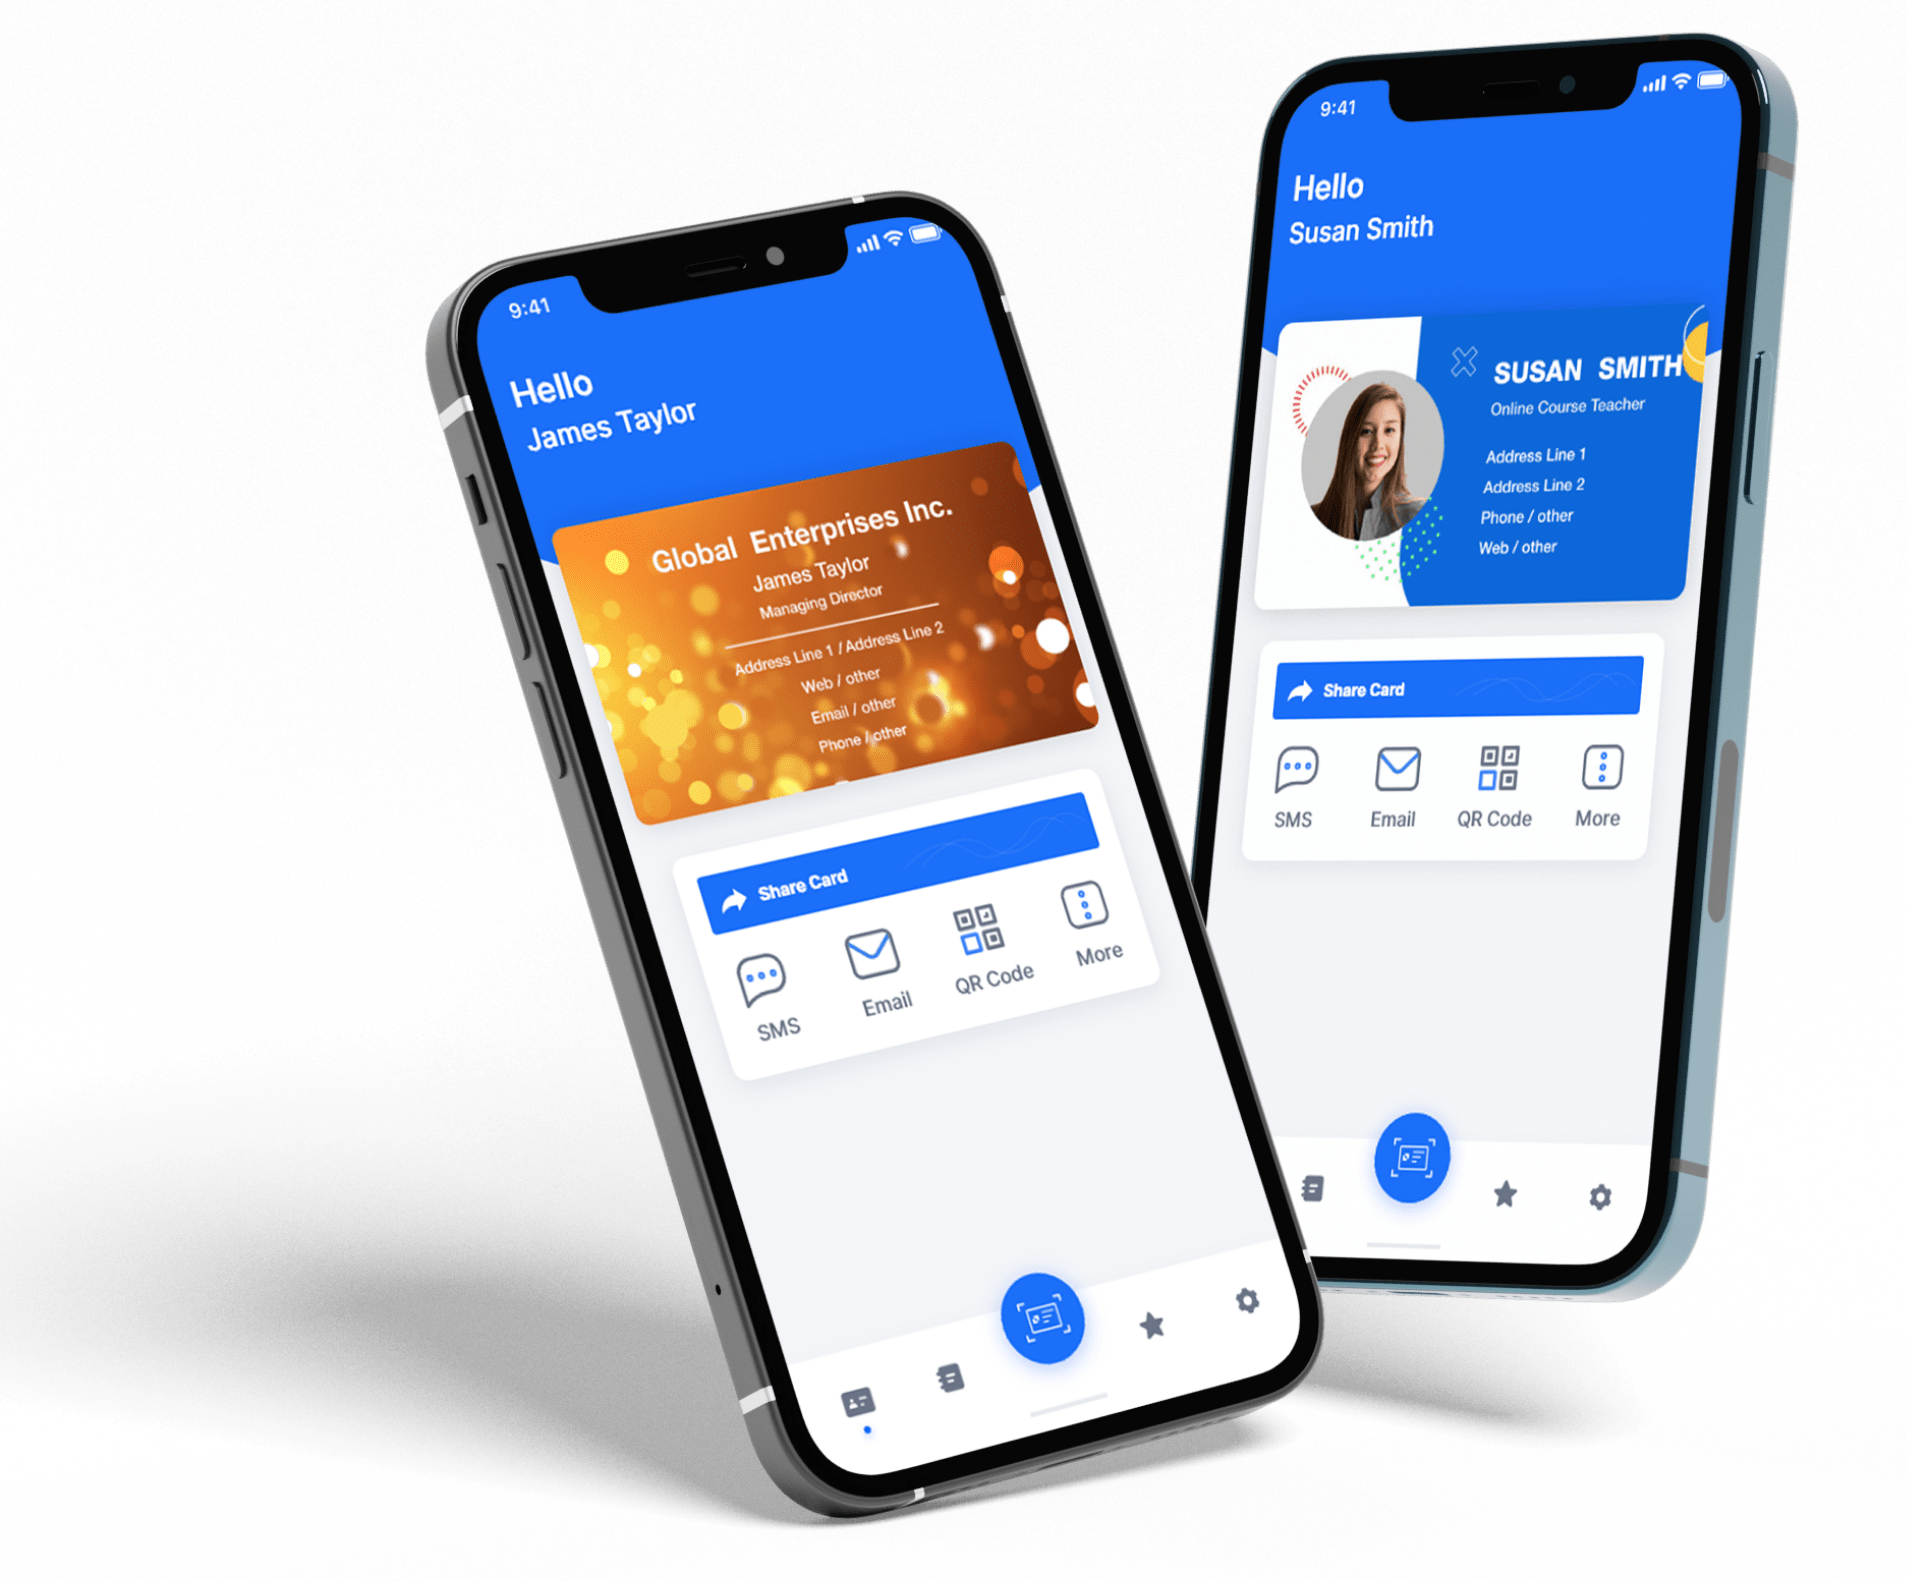 9:41
Hello
James Taylor
Global Enterprises Inc.
James Taylor
Managing Director
Address Line 1 / Address Line 2
Web / other
Email / other
Phone / other
Share Card
SMS
Email
QR Code
More
9:41
Hello
Susan Smith
SUSAN SMITH
Online Course Teacher
Address Line 1
Address Line 2
Phone / other
Web / other
Share Card
SMS
Email
QR Code
More